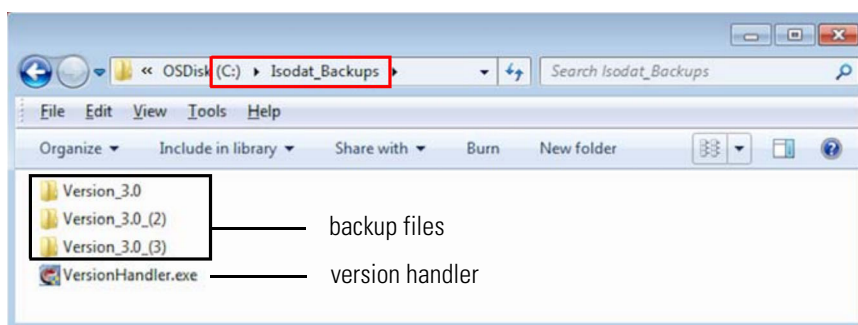 « OSDisk (C:) ▸ Isodat_Backups ▸ Search Isodat_Backups
File Edit View Tools Help
Organize ▾ Include in library ▾ Share with ▾ Burn New folder
Version_3.0
Version_3.0_(2)
Version_3.0_(3)
backup files
VersionHandler.exe
version handler